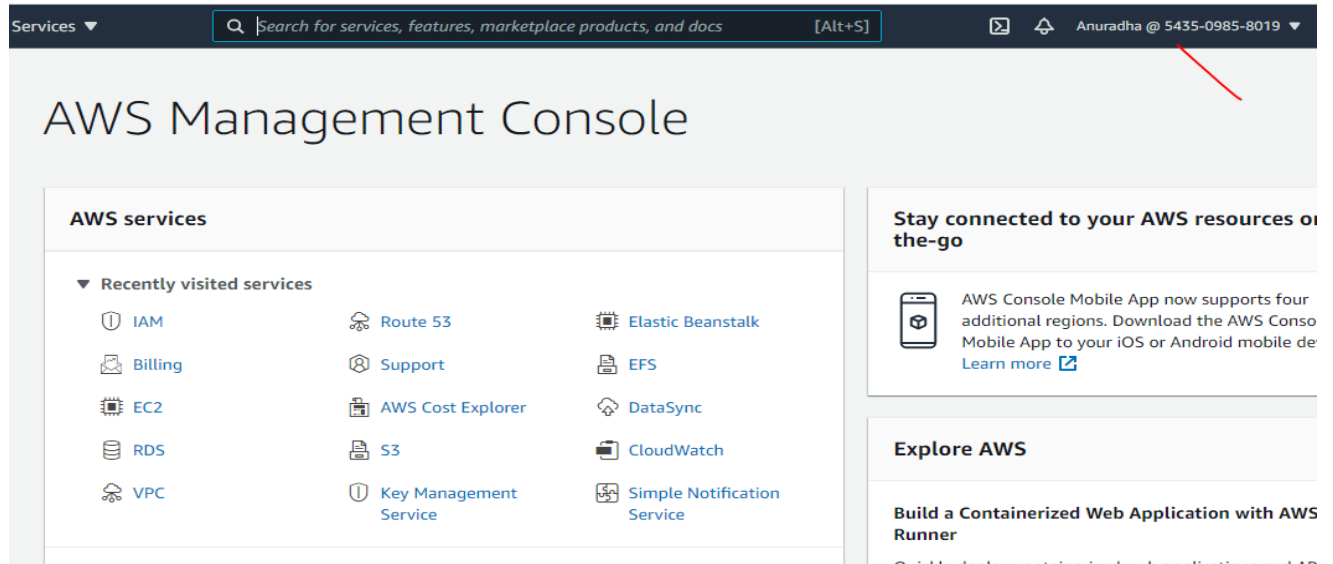 Services ▼
Search for services, features, marketplace products, and docs [Alt+S]
Anuradha @ 5435-0985-8019 ▼
AWS Management Console
AWS services
▼ Recently visited services
IAM
Route 53
Elastic Beanstalk
Billing
Support
EFS
EC2
AWS Cost Explorer
DataSync
RDS
S3
CloudWatch
VPC
Key Management
Service
Simple Notification
Service
Stay connected to your AWS resources on
the-go
AWS Console Mobile App now supports four
additional regions. Download the AWS Conso
Mobile App to your iOS or Android mobile de
Learn more
Explore AWS
Build a Containerized Web Application with AWS
Runner